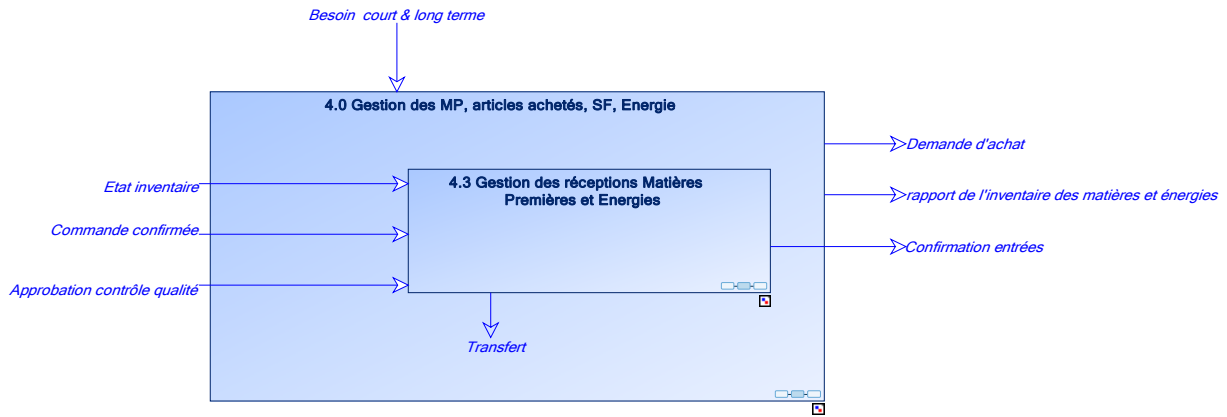 Besoin  court & long terme
4.0 Gestion des MP, articles achetés, SF, Energie
Demande d'achat
Etat inventaire
4.3 Gestion des réceptions Matières
Premières et Energies
rapport de l'inventaire des matières et énergies
Commande confirmée
Confirmation entrées
Approbation contrôle qualité
Transfert